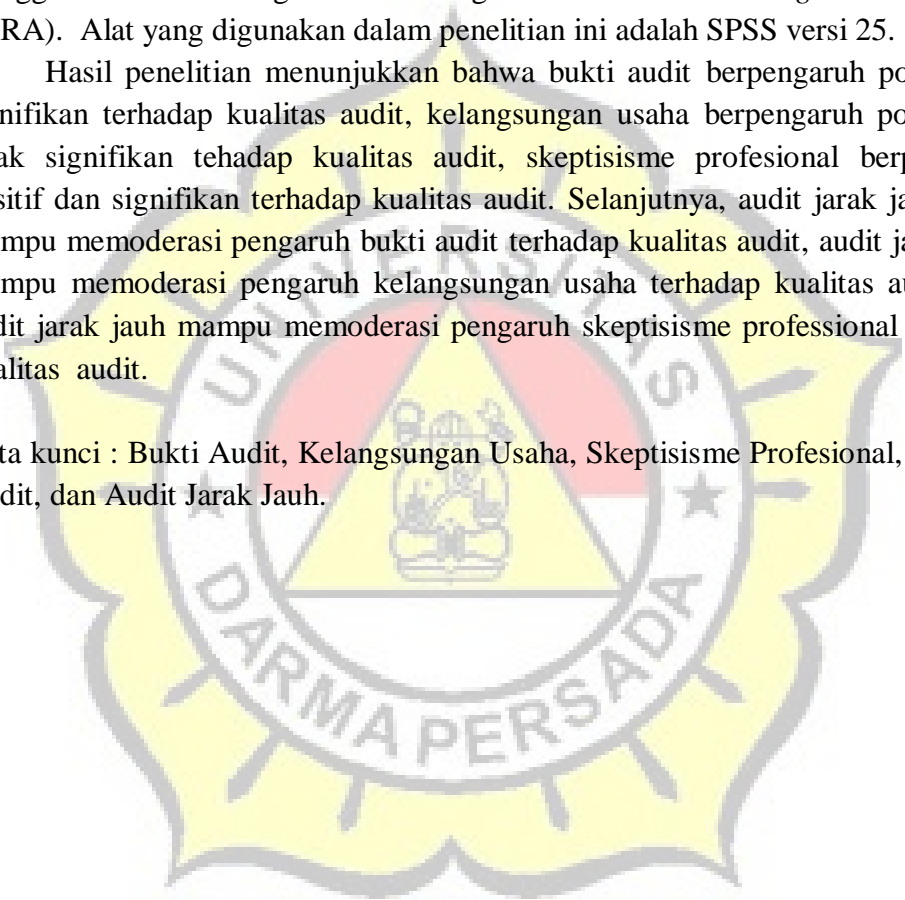 RA). Alat yang digunakan dalam penelitian ini adalah SPSS versi 25.
Hasil penelitian menunjukkan bahwa bukti audit berpengaruh po
nifikan terhadap kualitas audit, kelangsungan usaha berpengaruh po
ak signifikan tehadap kualitas audit, skeptisisme profesional berp
sitif dan signifikan terhadap kualitas audit. Selanjutnya, audit jarak ja
mpu memoderasi pengaruh bukti audit terhadap kualitas audit, audit ja
mpu memoderasi pengaruh kelangsungan usaha terhadap kualitas au
dit jarak jauh mampu memoderasi pengaruh skeptisisme professional
alitas audit.
ta kunci : Bukti Audit, Kelangsungan Usaha, Skeptisisme Profesional,
dit, dan Audit Jarak Jauh.
UNIVERSITAS
DARMA PERSADA